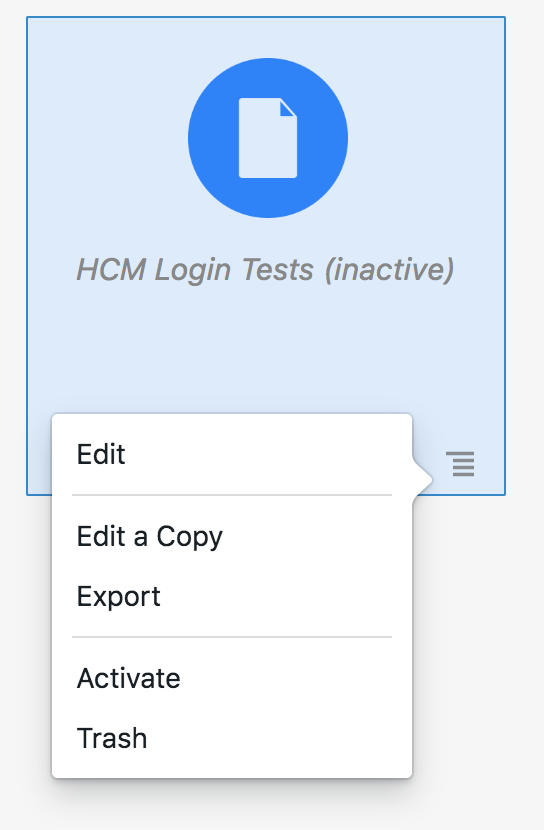 HCM Login Tests (inactive)
Edit
Edit a Copy
Export
Activate
Trash